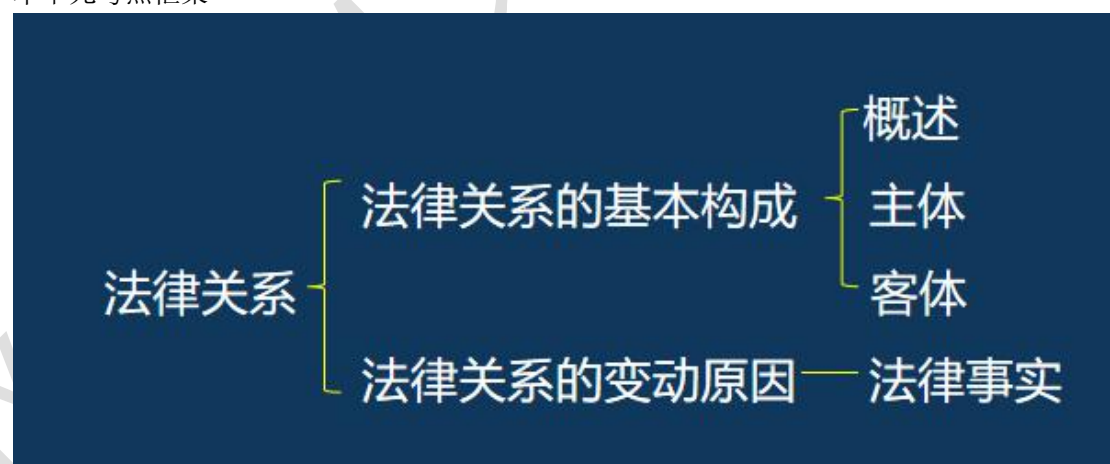 概述
法律关系的基本构成
主体
法律关系
客体
法律关系的变动原因
法律事实